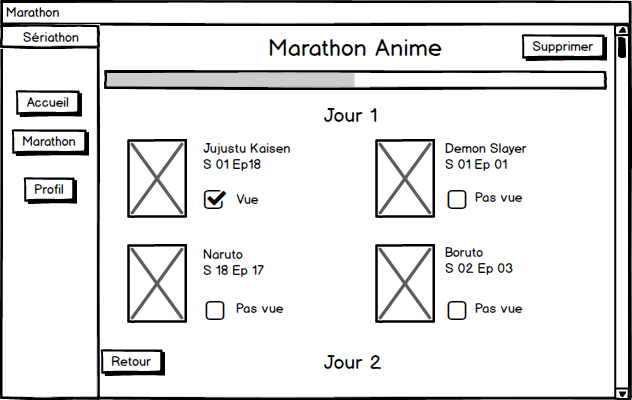 Marathon
Sériathon
Marathon Anime
Supprimer
Accueil
Marathon
Profil
Jour 1
Jujustu Kaisen
S 01 Ep18
Vue
Demon Slayer
S 01 Ep 01
Pas vue
Naruto
S 18 Ep 17
Pas vue
Boruto
S 02 Ep 03
Pas vue
Retour
Jour 2